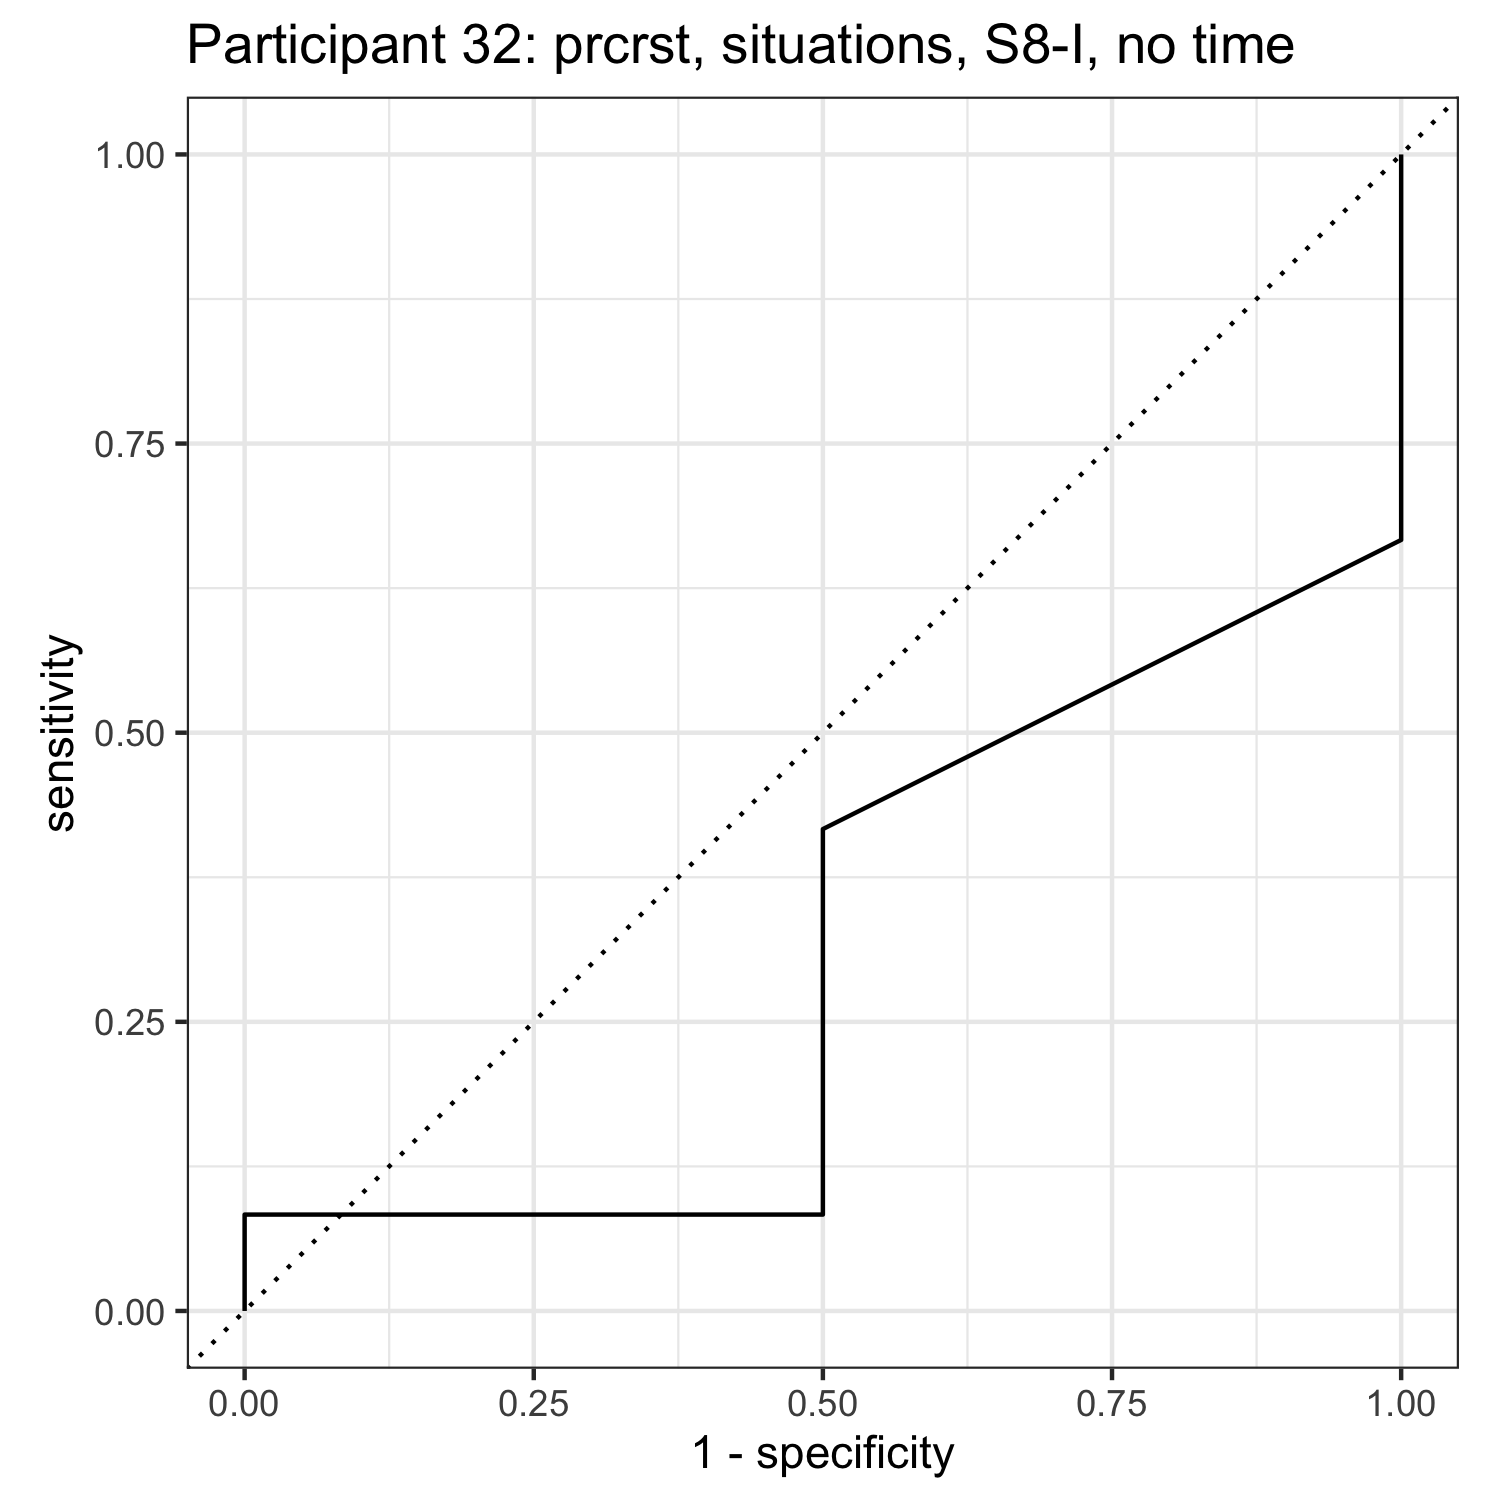 Participant 32: prcrst, situations, S8-I, no time
1.00
0.75
0.50
0.25
0.00
sensitivity
0.00 0.25 0.50 0.75 1.00
1 - specificity